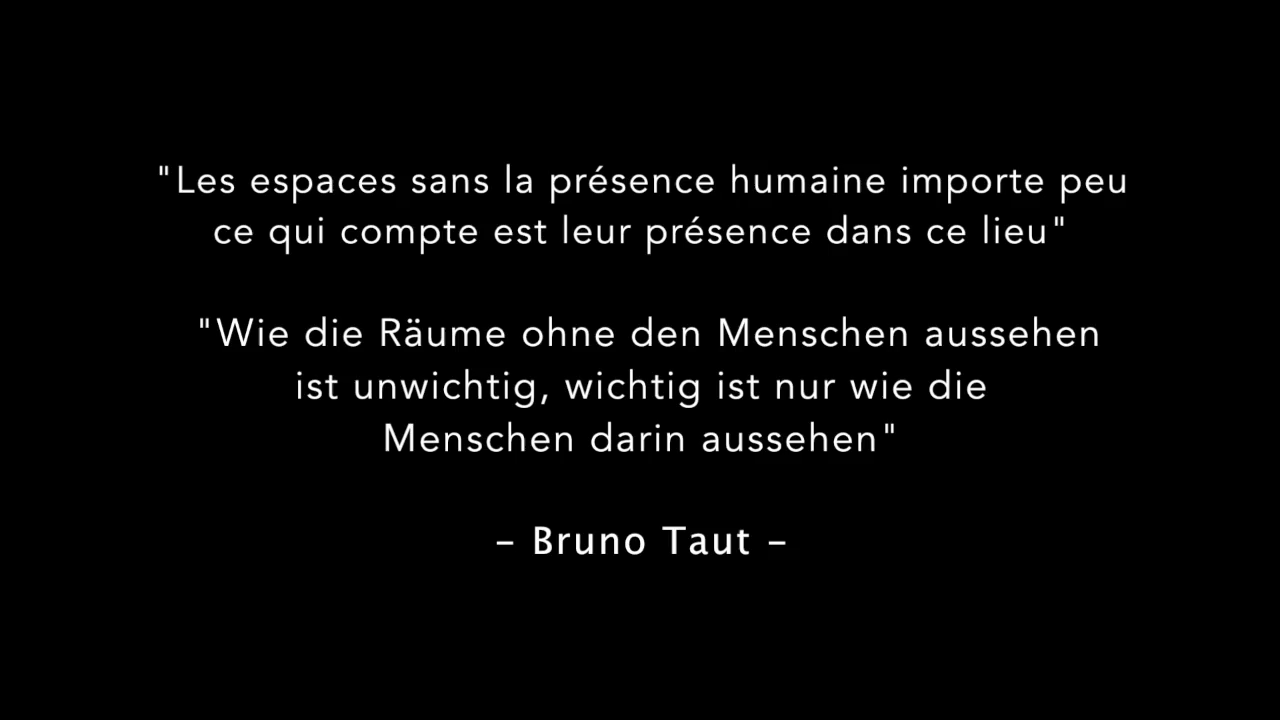 "Les espaces sans la présence humaine importe peu
ce qui compte est leur présence dans ce lieu"
"Wie die Räume ohne den Menschen aussehen
ist unwichtig, wichtig ist nur wie die
Menschen darin aussehen"
– Bruno Taut –